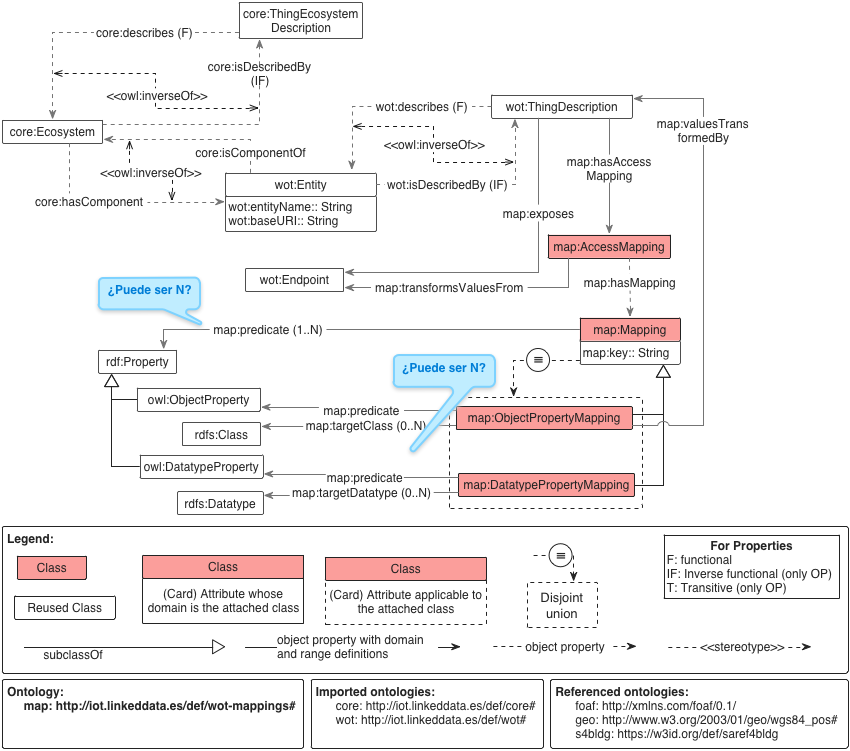 core:ThingEcosystem
Description
core:describes (F)
core:isDescribedBy
(IF)
<<owl:inverseOf>>
core:Ecosystem
wot:describes (F)
wot:ThingDescription
map:valuesTrans
formedBy
<<owl:inverseOf>>
core:isComponentOf
<<owl:inverseOf>>
map:hasAccess
Mapping
core:hasComponent
wot:Entity
wot:isDescribedBy (IF)
wot:entityName:: String
wot:baseURI:: String
map:exposes
map:AccessMapping
wot:Endpoint
map:transformsValuesFrom
map:hasMapping
¿Puede ser N?
map:predicate (1..N)
map:Mapping
map:key:: String
rdf:Property
≡
¿Puede ser N?
owl:ObjectProperty
map:predicate
map:targetClass (0..N)
map:ObjectPropertyMapping
rdfs:Class
owl:DatatypeProperty
map:predicate
map:targetDatatype (0..N)
map:DatatypePropertyMapping
rdfs:Datatype
Legend:
Class
Reused Class
Class
(Card) Attribute whose
domain is the attached class
Class
(Card) Attribute applicable to
the attached class
≡
Disjoint
union
For Properties
F: functional
IF: Inverse functional (only OP)
T: Transitive (only OP)
subclassOf
object property with domain
and range definitions
object property
<<stereotype>>
Ontology:
map: http://iot.linkeddata.es/def/wot-mappings#
Imported ontologies:
core: http://iot.linkeddata.es/def/core#
wot: http://iot.linkeddata.es/def/wot#
Referenced ontologies:
foaf: http://xmlns.com/foaf/0.1/
geo: http://www.w3.org/2003/01/geo/wgs84_pos#
s4bldg: https://w3id.org/def/saref4bldg